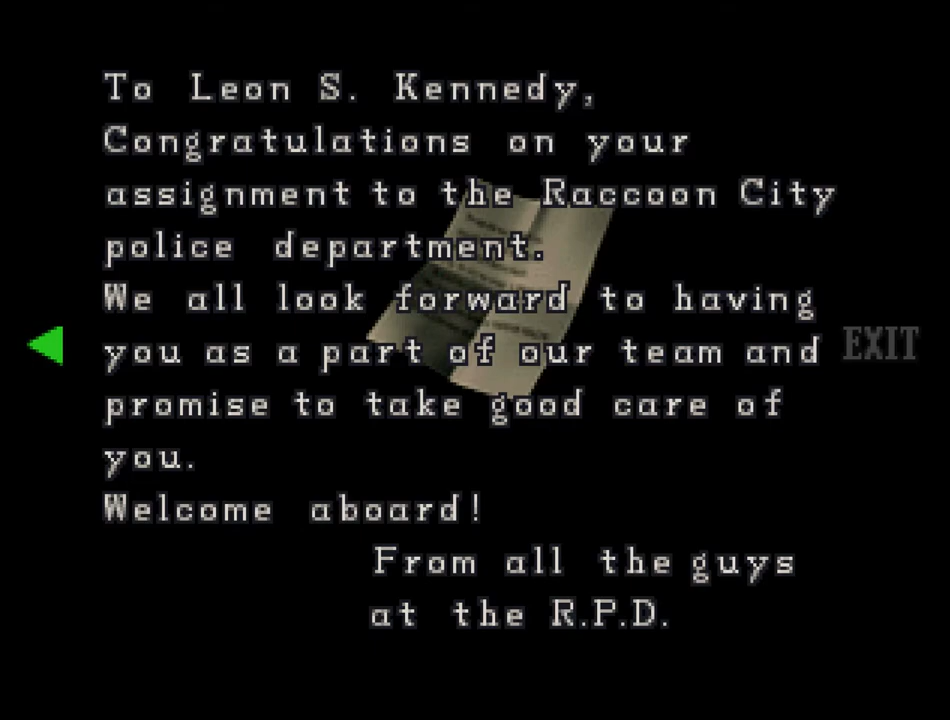 To Leon S. Kennedy,
Congratulations on your
assignment to the Raccoon City
police department.
We all look forward to having
you as a part of our team and
promise to take good care of
you.
Welcome aboard!
From all the guys
at the R.P.D.
EXIT